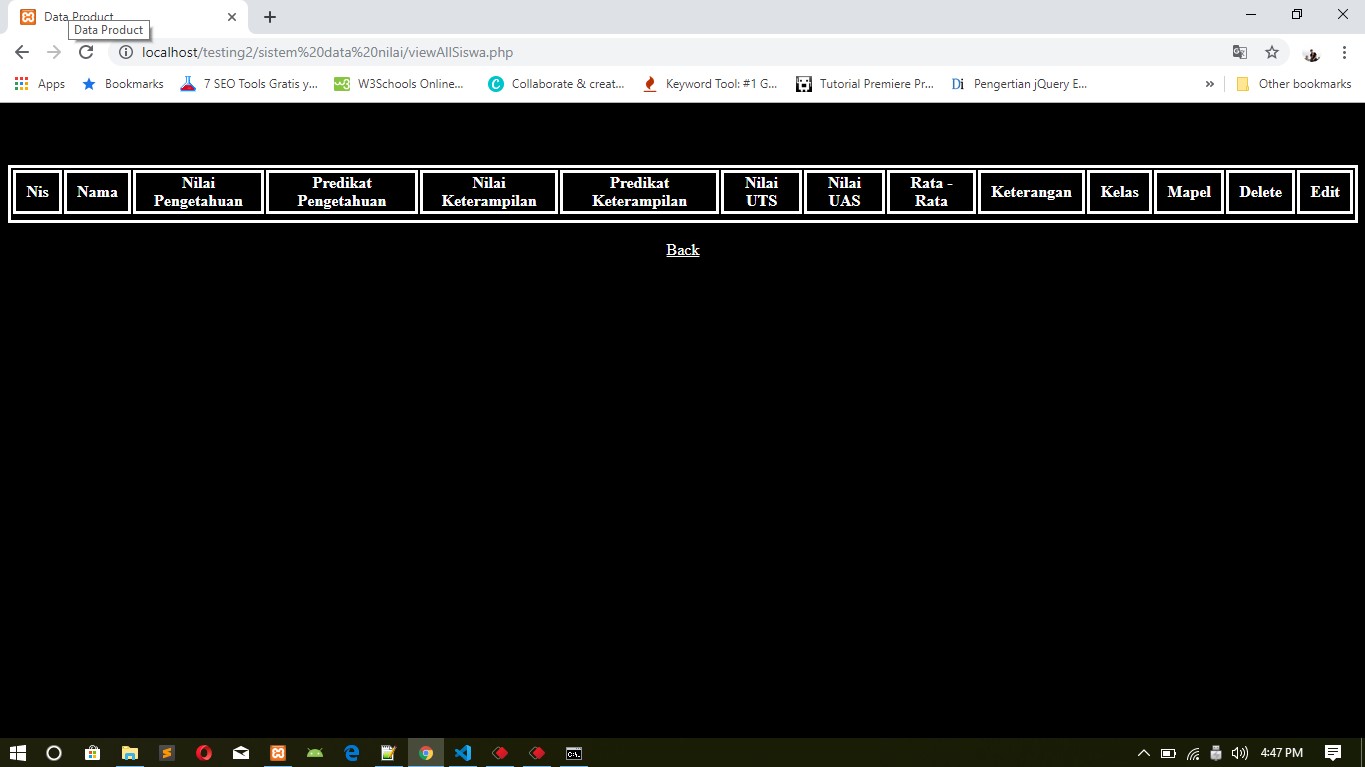 Data Product
Data Product
localhost/testing2/sistem%20data%20nilai/viewAllSiswa.php
Apps Bookmarks 7 SEO Tools Gratis y... W3Schools Online... Collaborate & creat... Keyword Tool: #1 G... Tutorial Premiere Pr... Di Pengertian jQuery E... » Other bookmarks
Nis Nama Nilai Pengetahuan Predikat Pengetahuan Nilai Keterampilan Predikat Keterampilan Nilai UTS Nilai UAS Rata - Rata Keterangan Kelas Mapel Delete Edit
Back
4:47 PM